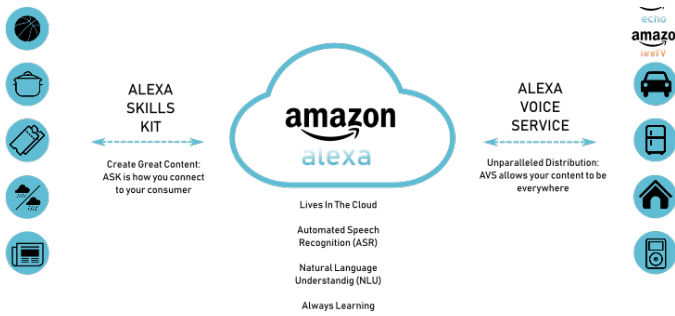 ALEXA
SKILLS
KIT
Create Great Content:
ASK is how you connect
to your consumer
amazon
alexa
Lives In The Cloud
Automated Speech
Recognition (ASR)
Natural Language
Understandig (NLU)
Always Learning
ALEXA
VOICE
SERVICE
Unparalleled Distribution:
AVS allows your content to be
everywhere
echo
amazo
fireTV